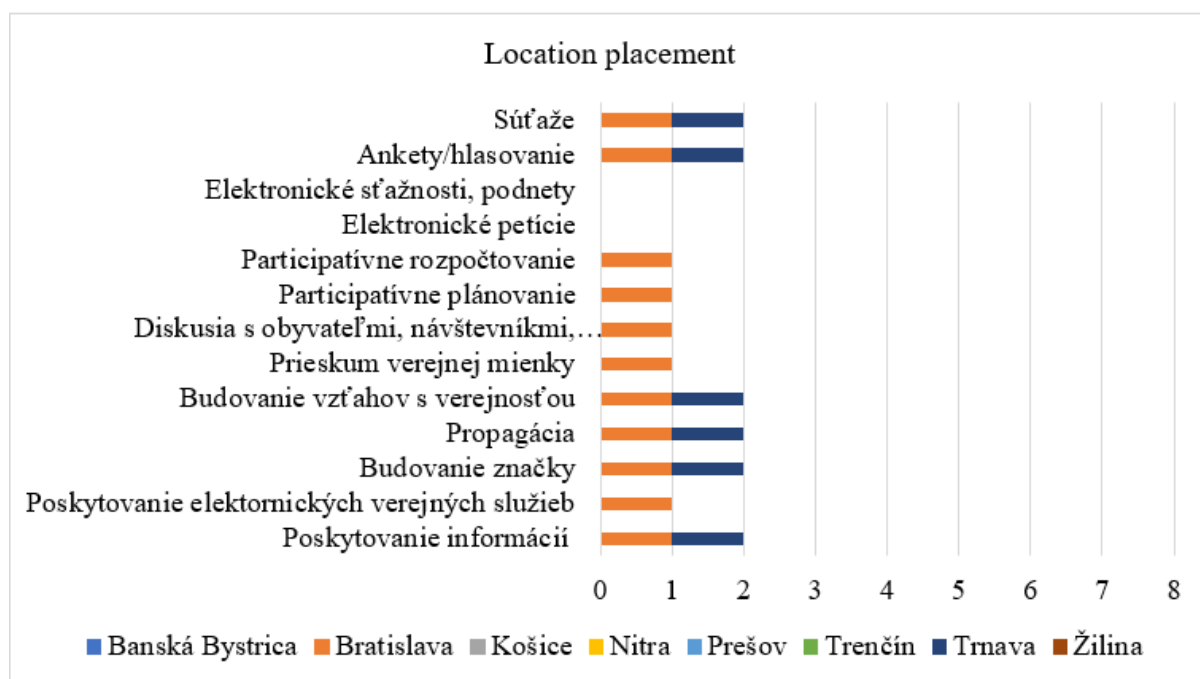 Location placement
Súťaže
Ankety/hlasovanie
Elektronické sťažnosti, podnety
Elektronické petície
Participatívne rozpočtovanie
Participatívne plánovanie
Diskusia s obyvateľmi, návštevníkmi,…
Prieskum verejnej mienky
Budovanie vzťahov s verejnosťou
Propagácia
Budovanie značky
Poskytovanie elektornických verejných služieb
Poskytovanie informácií
0 1 2 3 4 5 6 7 8
Banská Bystrica Bratislava Košice Nitra Prešov Trenčín Trnava Žilina